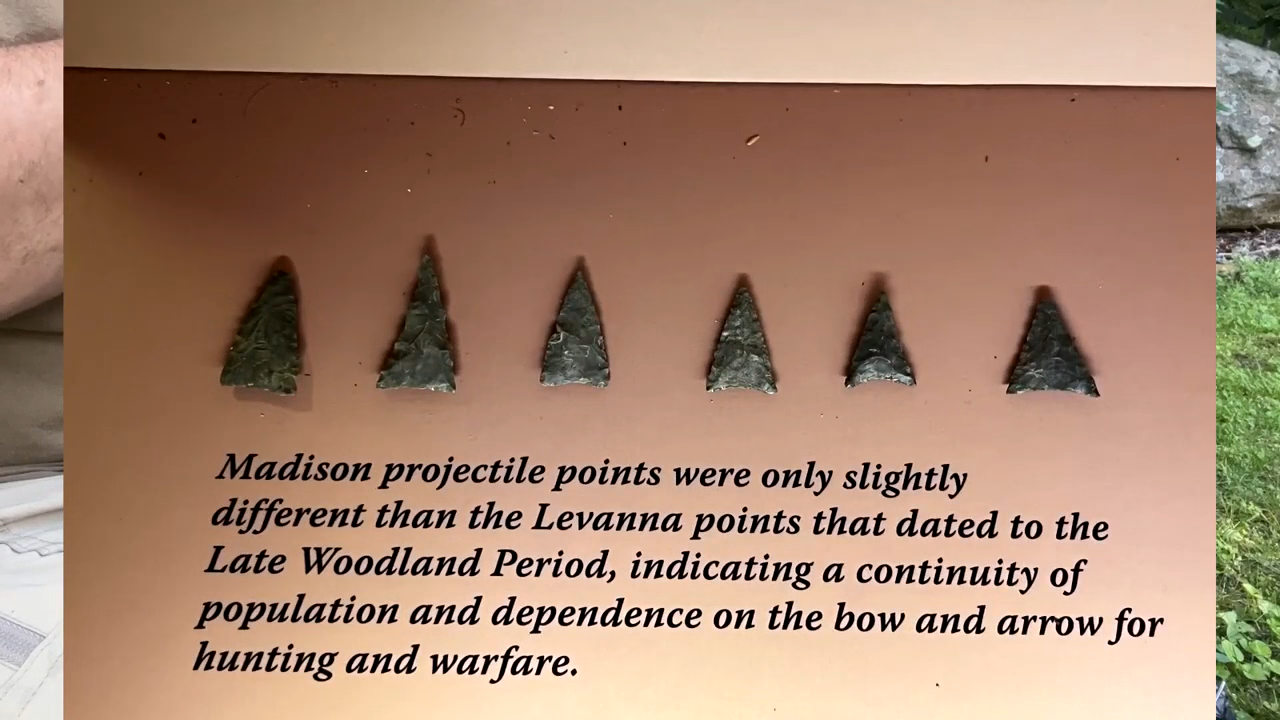 Madison projectile points were only slightly
different than the Levanna points that dated to the
Late Woodland Period, indicating a continuity of
population and dependence on the bow and arrow for
hunting and warfare.